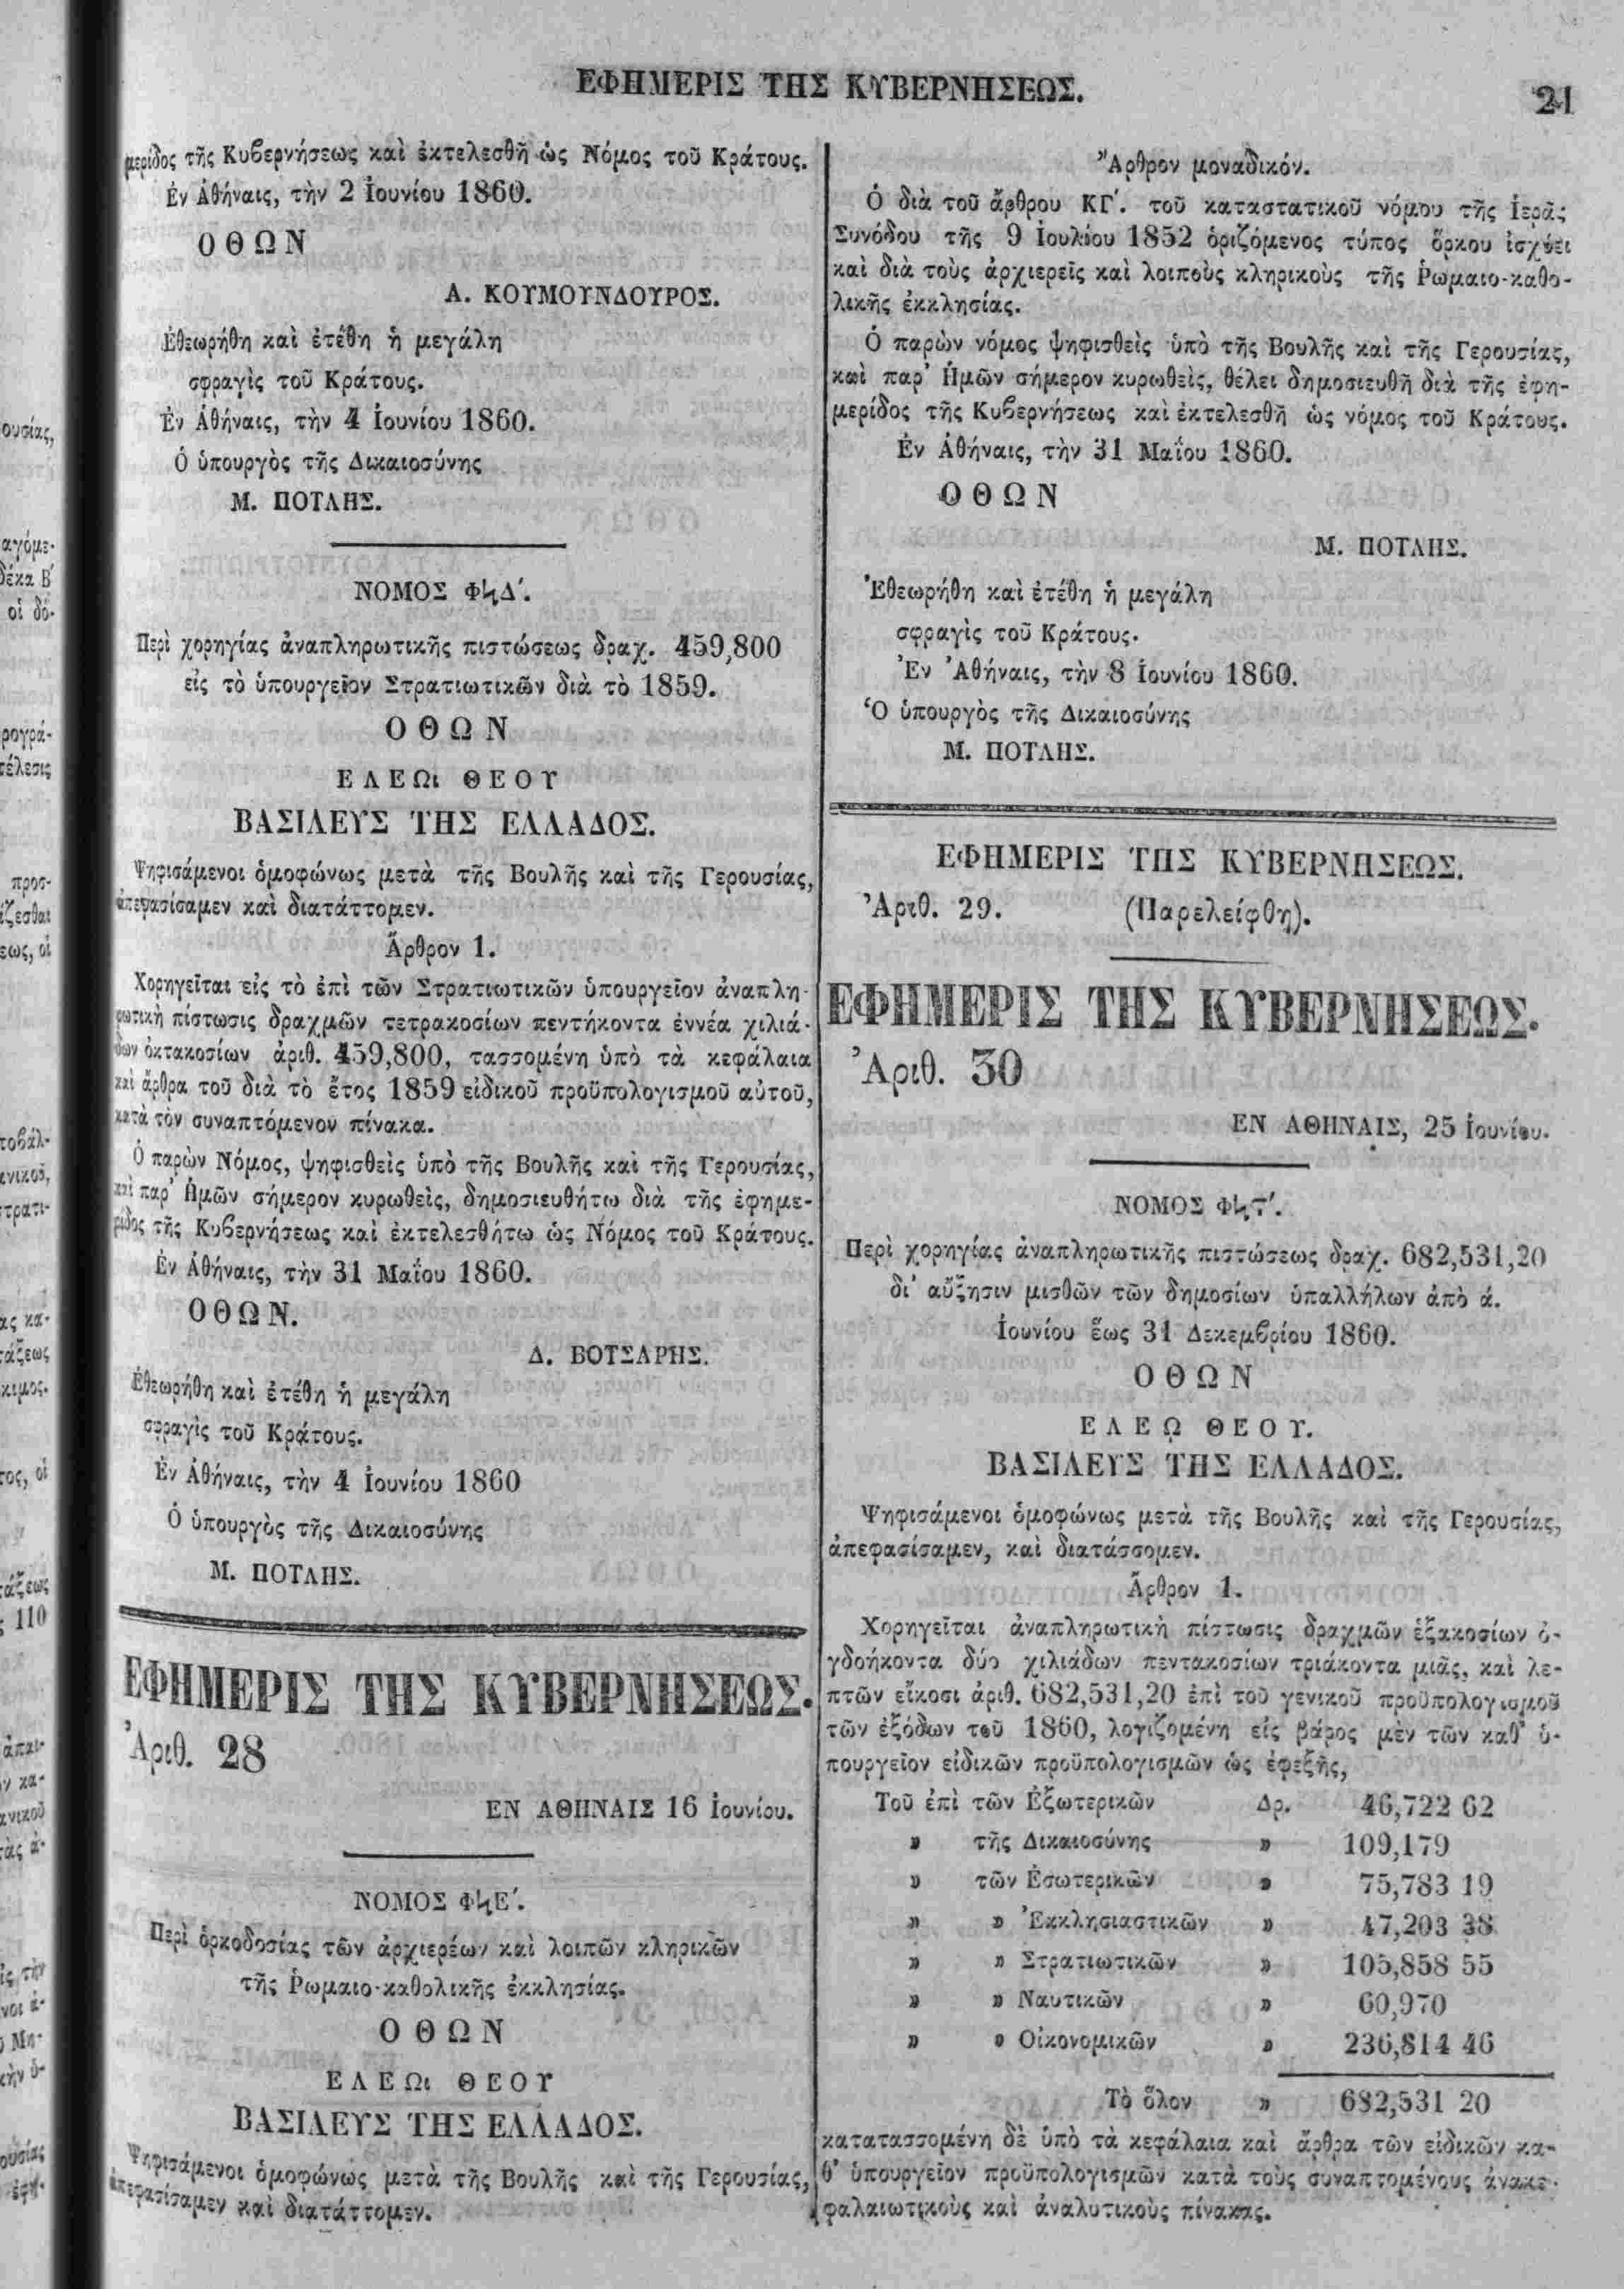 ΕΦΗΜΕΡΙΣ ΤΗΣ ΚΥΒΕΡΝΗΣΕΩΣ.
21
μερίδος τῆς Κυβερνήσεως καὶ ἐκτελεσθῆ ὡς Νόμος τοῦ Κράτους.
Ἐν Ἀθήναις, τὴν 2 Ἰουνίου 1860.
ΟΘΩΝ
Α. ΚΟΥΜΟΥΝΔΟΥΡΟΣ.
Ἐθεωρήθη καὶ ἐτέθη ἡ μεγάλη
σφραγὶς τοῦ Κράτους.
Ἐν Ἀθήναις, τὴν 4 Ἰουνίου 1860.
Ὁ ὑπουργὸς τῆς Δικαιοσύνης
Μ. ΠΟΤΛΗΣ.
ΝΟΜΟΣ ΦϞΔ΄.
Περὶ χορηγίας ἀναπληρωτικῆς πιστώσεως δραχ. 459,800
εἰς τὸ ὑπουργεῖον Στρατιωτικῶν διὰ τὸ 1859.
ΟΘΩΝ
ΕΛΕΩι ΘΕΟΥ
ΒΑΣΙΛΕΥΣ ΤΗΣ ΕΛΛΑΔΟΣ.
Ψηφισάμενοι ὁμοφώνως μετὰ τῆς Βουλῆς καὶ τῆς Γερουσίας,
ἀπεφασίσαμεν καὶ διατάττομεν.
Ἄρθρον 1.
Χορηγεῖται εἰς τὸ ἐπὶ τῶν Στρατιωτικῶν ὑπουργεῖον ἀναπλη-
ρωτικὴ πίστωσις δραχμῶν τετρακοσίων πεντήκοντα ἐννέα χιλιά-
δων ὀκτακοσίων ἀριθ. 459,800, τασσομένη ὑπὸ τὰ κεφάλαια
καὶ ἄρθρα τοῦ διὰ τὸ ἔτος 1859 εἰδικοῦ προϋπολογισμοῦ αὐτοῦ,
κατὰ τὸν συναπτόμενον πίνακα.
Ὁ παρὼν Νόμος, ψηφισθεὶς ὑπὸ τῆς Βουλῆς καὶ τῆς Γερουσίας,
καὶ παρ' Ἡμῶν σήμερον κυρωθεὶς, δημοσιευθήτω διὰ τῆς ἐφημε-
ρίδος τῆς Κυβερνήσεως καὶ ἐκτελεσθήτω ὡς Νόμος τοῦ Κράτους.
Ἐν Ἀθήναις, τὴν 31 Μαΐου 1860.
ΟΘΩΝ.
Δ. ΒΟΤΣΑΡΗΣ.
Ἐθεωρήθη καὶ ἐτέθη ἡ μεγάλη
σφραγὶς τοῦ Κράτους.
Ἐν Ἀθήναις, τὴν 4 Ἰουνίου 1860
Ὁ ὑπουργὸς τῆς Δικαιοσύνης
Μ. ΠΟΤΛΗΣ.
ΕΦΗΜΕΡΙΣ ΤΗΣ ΚΥΒΕΡΝΗΣΕΩΣ.
Ἀριθ. 28
ΕΝ ΑΘΗΝΑΙΣ 16 Ἰουνίου.
ΝΟΜΟΣ ΦϞΕ΄.
Περὶ ὁρκοδοσίας τῶν ἀρχιερέων καὶ λοιπῶν κληρικῶν
τῆς Ῥωμαιο-καθολικῆς ἐκκλησίας.
ΟΘΩΝ
ΕΛΕΩι ΘΕΟΥ
ΒΑΣΙΛΕΥΣ ΤΗΣ ΕΛΛΑΔΟΣ.
Ψηφισάμενοι ὁμοφώνως μετὰ τῆς Βουλῆς καὶ τῆς Γερουσίας,
ἀπεφασίσαμεν καὶ διατάττομεν.
Ἄρθρον μοναδικόν.
Ὁ διὰ τοῦ ἄρθρου ΚΓ΄. τοῦ καταστατικοῦ νόμου τῆς Ἱερᾶς
Συνόδου τῆς 9 Ἰουλίου 1852 ὁριζόμενος τύπος ὅρκου ἰσχύει
καὶ διὰ τοὺς ἀρχιερεῖς καὶ λοιποὺς κληρικοὺς τῆς Ῥωμαιο-καθο-
λικῆς ἐκκλησίας.
Ὁ παρὼν νόμος ψηφισθεὶς ὑπὸ τῆς Βουλῆς καὶ τῆς Γερουσίας,
καὶ παρ' Ἡμῶν σήμερον κυρωθεὶς, θέλει δημοσιευθῆ διὰ τῆς ἐφη-
μερίδος τῆς Κυβερνήσεως καὶ ἐκτελεσθῆ ὡς νόμος τοῦ Κράτους.
Ἐν Ἀθήναις, τὴν 31 Μαΐου 1860.
ΟΘΩΝ
Μ. ΠΟΤΛΗΣ.
Ἐθεωρήθη καὶ ἐτέθη ἡ μεγάλη
σφραγὶς τοῦ Κράτους.
Ἐν Ἀθήναις, τὴν 8 Ἰουνίου 1860.
Ὁ ὑπουργὸς τῆς Δικαιοσύνης
Μ. ΠΟΤΛΗΣ.
ΕΦΗΜΕΡΙΣ ΤΗΣ ΚΥΒΕΡΝΗΣΕΩΣ.
Ἀριθ. 29. (Παρελείφθη).
ΕΦΗΜΕΡΙΣ ΤΗΣ ΚΥΒΕΡΝΗΣΕΩΣ.
Ἀριθ. 30
ΕΝ ΑΘΗΝΑΙΣ, 25 Ἰουνίου.
ΝΟΜΟΣ ΦϞϚ΄.
Περὶ χορηγίας ἀναπληρωτικῆς πιστώσεως δραχ. 682,531,20
δι' αὔξησιν μισθῶν τῶν δημοσίων ὑπαλλήλων ἀπὸ ά.
Ἰουνίου ἕως 31 Δεκεμβρίου 1860.
ΟΘΩΝ
ΕΛΕῼ ΘΕΟΥ.
ΒΑΣΙΛΕΥΣ ΤΗΣ ΕΛΛΑΔΟΣ.
Ψηφισάμενοι ὁμοφώνως μετὰ τῆς Βουλῆς καὶ τῆς Γερουσίας,
ἀπεφασίσαμεν, καὶ διατάσσομεν.
Ἄρθρον 1.
Χορηγεῖται ἀναπληρωτικὴ πίστωσις δραχμῶν ἑξακοσίων ὀ-
γδοήκοντα δύο χιλιάδων πεντακοσίων τριάκοντα μιᾶς, καὶ λε-
πτῶν εἴκοσι ἀριθ. 682,531,20 ἐπὶ τοῦ γενικοῦ προϋπολογισμοῦ
τῶν ἐξόδων τοῦ 1860, λογιζομένη εἰς βάρος μὲν τῶν καθ' ὑ-
πουργεῖον εἰδικῶν προϋπολογισμῶν ὡς ἐφεξῆς,
Τοῦ ἐπὶ τῶν Ἐξωτερικῶν Δρ. 46,722 62
» τῆς Δικαιοσύνης » 109,179
» τῶν Ἐσωτερικῶν » 75,783 19
» » Ἐκκλησιαστικῶν » 47,203 38
» » Στρατιωτικῶν » 105,858 55
» » Ναυτικῶν » 60,970
» » Οἰκονομικῶν » 236,814 46
Τὸ ὅλον » 682,531 20
κατατασσομένη δὲ ὑπὸ τὰ κεφάλαια καὶ ἄρθρα τῶν εἰδικῶν κα-
θ' ὑπουργεῖον προϋπολογισμῶν κατὰ τοὺς συναπτομένους ἀνακε-
φαλαιωτικοὺς καὶ ἀναλυτικοὺς πίνακας.